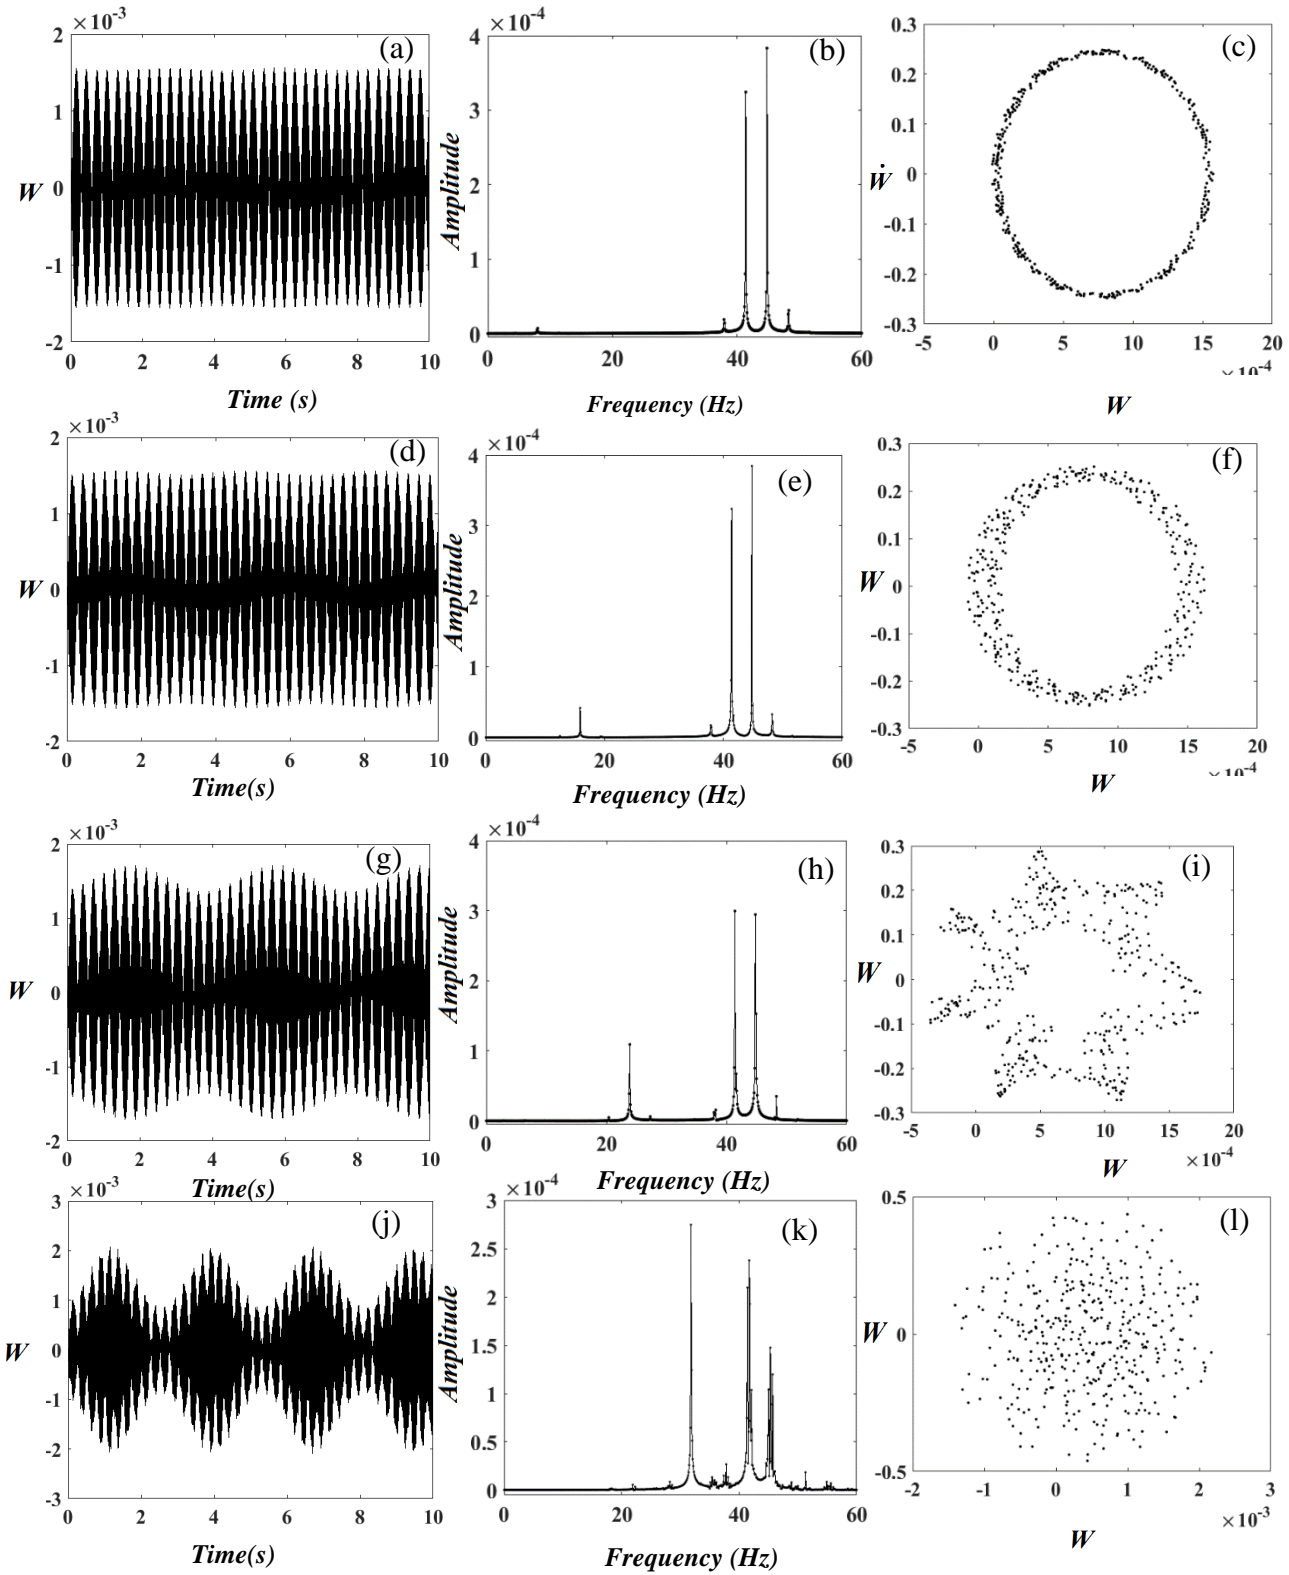 ×10⁻³
(a)
2
1
0
-1
-2
W
0 2 4 6 8 10
Time (s)
×10⁻⁴
(b)
4
3
2
1
0
Amplitude
0 20 40 60
Frequency (Hz)
(c)
0.3
0.2
0.1
0
-0.1
-0.2
-0.3
Ẇ
-5 0 5 10 15 20
W
×10⁻³
(d)
2
1
0
-1
-2
W
0 2 4 6 8 10
Time(s)
×10⁻⁴
(e)
4
3
2
1
0
Amplitude
0 20 40 60
Frequency (Hz)
(f)
0.3
0.2
0.1
0
-0.1
-0.2
-0.3
W
-5 0 5 10 15 20
W
×10⁻³
(g)
2
1
0
-1
-2
W
0 2 4 6 8 10
Time(s)
×10⁻⁴
(h)
4
3
2
1
0
Amplitude
0 20 40 60
Frequency (Hz)
(i)
0.3
0.2
0.1
0
-0.1
-0.2
-0.3
W
-5 0 5 10 15 20
×10⁻⁴
W
×10⁻³
(j)
3
2
1
0
-1
-2
-3
W
0 2 4 6 8 10
Time(s)
×10⁻⁴
(k)
3
2.5
2
1.5
1
0.5
0
Amplitude
0 20 40 60
Frequency (Hz)
(l)
0.5
0
-0.5
W
-2 -1 0 1 2 3
×10⁻³
W